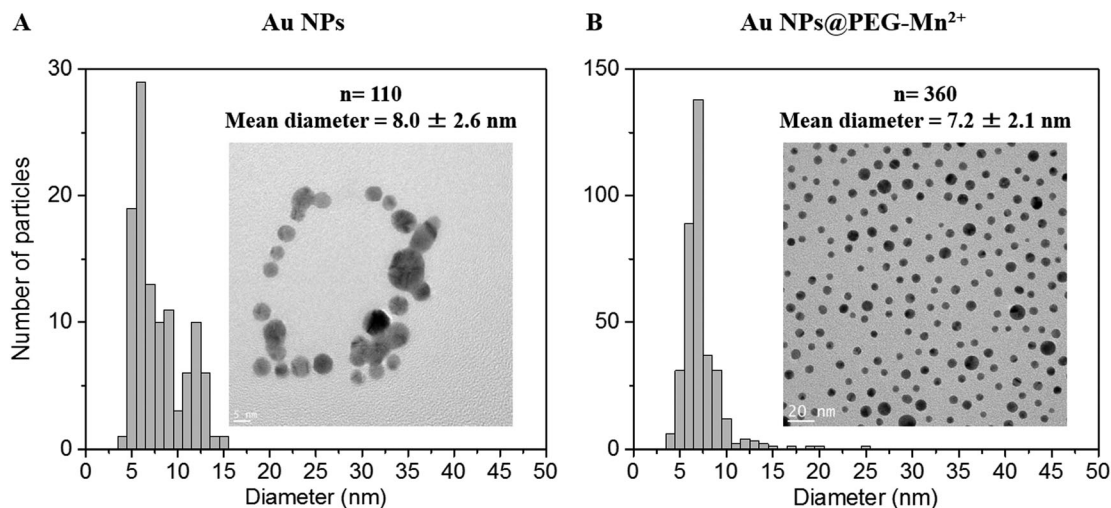 A
Au NPs
30
20
10
0
Number of particles
n= 110
Mean diameter = 8.0 ± 2.6 nm
5 nm
0 5 10 15 20 25 30 35 40 45 50
Diameter (nm)
B
Au NPs@PEG-Mn²⁺
150
100
50
0
n= 360
Mean diameter = 7.2 ± 2.1 nm
20 nm
0 5 10 15 20 25 30 35 40 45 50
Diameter (nm)